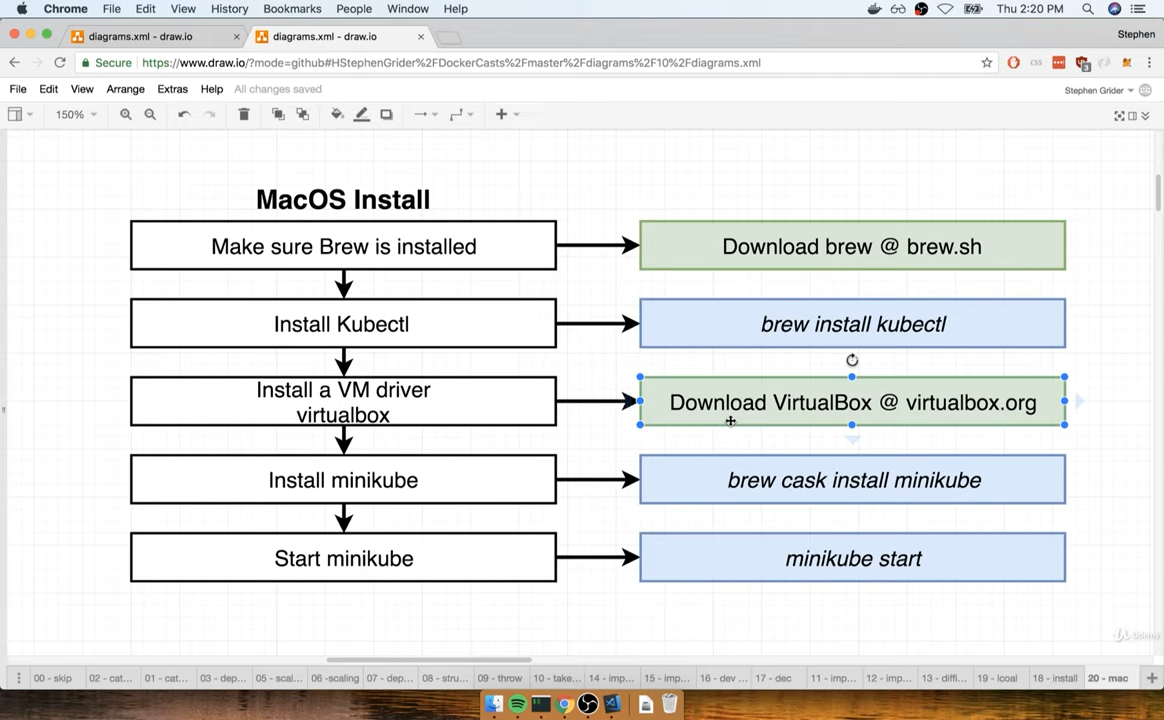 Chrome File Edit View History Bookmarks People Window Help Thu 2:20 PM
diagrams.xml - draw.io diagrams.xml - draw.io Stephen
Secure https://www.draw.io/?mode=github#HStephenGrider%2FDockerCasts%2Fmaster%2Fdiagrams%2F10%2Fdiagrams.xml
File Edit View Arrange Extras Help All changes saved Stephen Grider
150%
MacOS Install
Make sure Brew is installed
Download brew @ brew.sh
Install Kubectl
brew install kubectl
Install a VM driver
virtualbox
Download VirtualBox @ virtualbox.org
Install minikube
brew cask install minikube
Start minikube
minikube start
Udemy
00 - skip 02 - cat... 01 - cat... 03 - dep... 05 - scal... 06 -scaling 07 - dep... 08 - stru... 09 - throw 10 - take... 14 - imp... 15 - imp... 16 - dev ... 17 - dec 11 - imp... 12 - imp... 13 - diffi... 19 - lcoal 18 - install 20 - mac